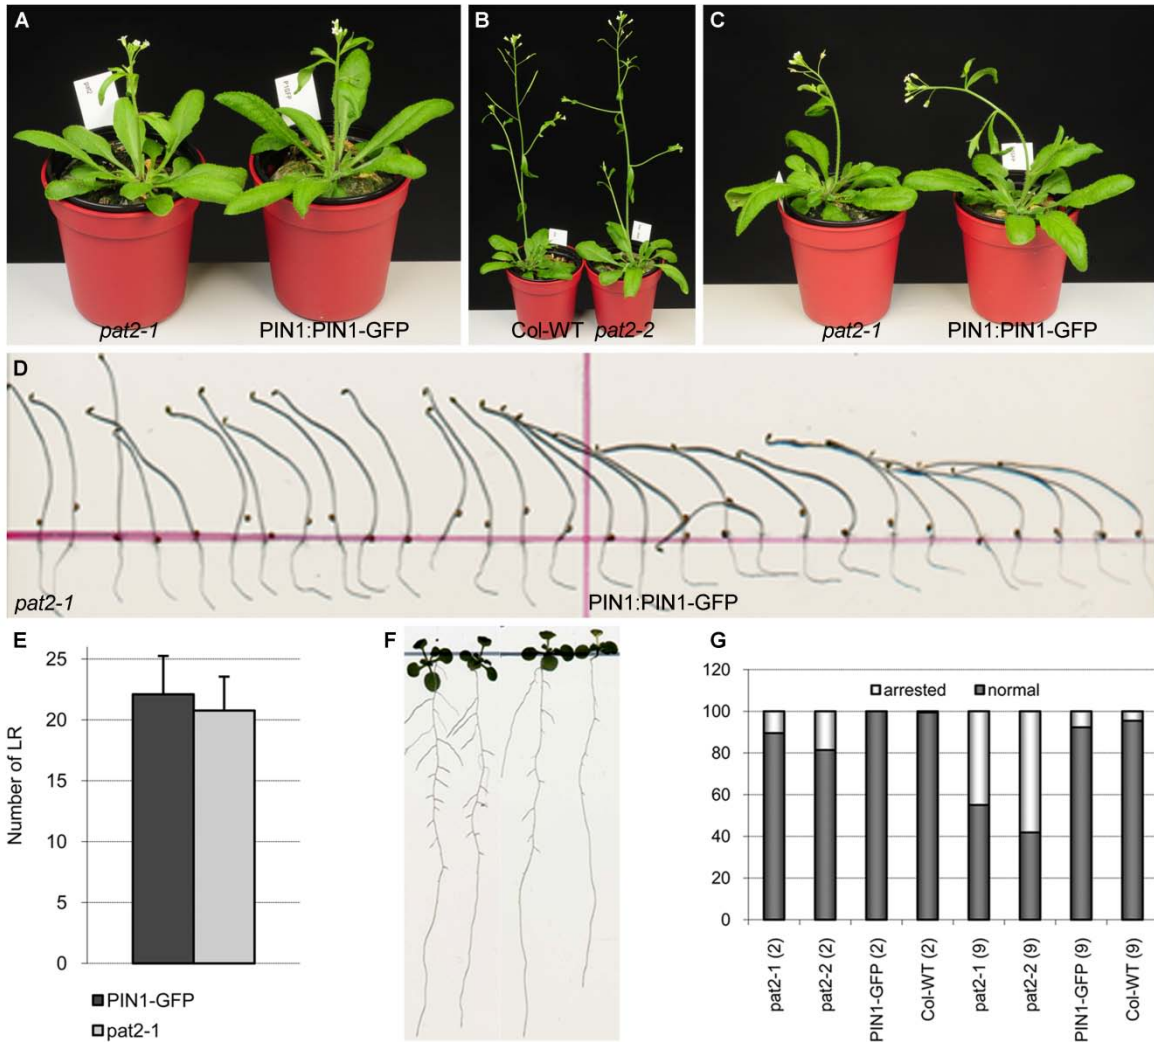 A
B
C
pat2-1 PIN1:PIN1-GFP
Col-WT pat2-2
pat2-1 PIN1:PIN1-GFP
D
pat2-1
PIN1:PIN1-GFP
E
Number of LR
25
20
15
10
5
0
PIN1-GFP
pat2-1
F
G
120
100
80
60
40
20
0
arrested normal
pat2-1 (2)
pat2-2 (2)
PIN1-GFP (2)
Col-WT (2)
pat2-1 (9)
pat2-2 (9)
PIN1-GFP (9)
Col-WT (9)